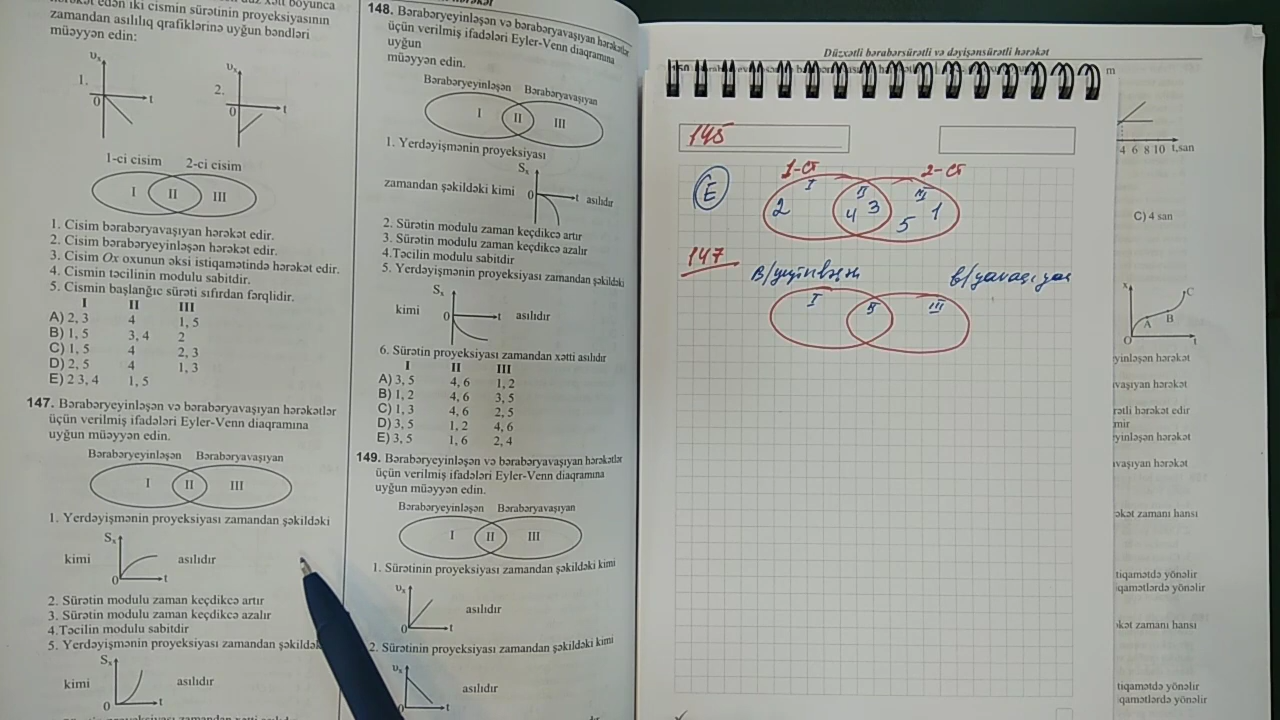 hərəkət edən iki cismin sürətinin proyeksiyasının
zamandan asılılıq qrafiklərinə uyğun bəndləri
müəyyən edin:
1.
υₓ
0
t
2.
υₓ
0
t
1-ci cisim 2-ci cisim
I II III
1. Cisim bərabəryavaşıyan hərəkət edir.
2. Cisim bərabəryeyinləşən hərəkət edir.
3. Cisim Ox oxunun əksi istiqamətində hərəkət edir.
4. Cismin təcilinin modulu sabitdir.
5. Cismin başlanğıc sürəti sıfırdan fərqlidir.
I II III
A) 2, 3 4 1, 5
B) 1, 5 3, 4 2
C) 1, 5 4 2, 3
D) 2, 5 4 1, 3
E) 2 3, 4 1, 5
147. Bərabəryeyinləşən və bərabəryavaşıyan hərəkətlər
üçün verilmiş ifadələri Eyler-Venn diaqramına
uyğun müəyyən edin.
Bərabəryeyinləşən Bərabəryavaşıyan
I II III
1. Yerdəyişmənin proyeksiyası zamandan şəkildəki
kimi
Sₓ
0
t
asılıdır
2. Sürətin modulu zaman keçdikcə artır
3. Sürətin modulu zaman keçdikcə azalır
4.Təcilin modulu sabitdir
5. Yerdəyişmənin proyeksiyası zamandan
kimi
Sₓ
0
t
asılıdır
148. Bərabəryeyinləşən və bərabəryavaşıyan hərəkətlər
üçün verilmiş ifadələri Eyler-Venn diaqramına
uyğun
müəyyən edin.
Bərabəryeyinləşən Bərabəryavaşıyan
I II III
1. Yerdəyişmənin proyeksiyası
zamandan şəkildəki kimi
Sₓ
0
t
asılıdır
2. Sürətin modulu zaman keçdikcə artır
3. Sürətin modulu zaman keçdikcə azalır
4.Təcilin modulu sabitdir
5. Yerdəyişmənin proyeksiyası zamandan şəkildəki
kimi
Sₓ
0
t
asılıdır
6. Sürətin proyeksiyası zamandan xətti asılıdır
I II III
A) 3, 5 4, 6 1, 2
B) 1, 2 4, 6 3, 5
C) 1, 3 4, 6 2, 5
D) 3, 5 1, 2 4, 6
E) 3, 5 1, 6 2, 4
149. Bərabəryeyinləşən və bərabəryavaşıyan hərəkətlər
üçün verilmiş ifadələri Eyler-Venn diaqramına
uyğun müəyyən edin.
Bərabəryeyinləşən Bərabəryavaşıyan
I II III
1. Sürətinin proyeksiyası zamandan şəkildəki kimi
υₓ
0
t
asılıdır
2. Sürətinin proyeksiyası zamandan şəkildəki kimi
υₓ
0
t
asılıdır
Düzxətli bərabərsürətli və dəyişənsürətli hərəkət
145
1-ci 2-ci
E
I II III
2 4 3 5 1
147
I II III
4 6 8 10 t,san
C) 4 san
x
C
A
B
0
t
yinləşən hərəkət
vaşıyan hərəkət
rətli hərəkət edir
mir
yinləşən hərəkət
vaşıyan hərəkət
əkət zamanı hansı
tiqamətdə yönəlir
iqamətlərdə yönəlir
əkət zamanı hansı
tiqamətdə yönəlir
iqamətlərdə yönəlir